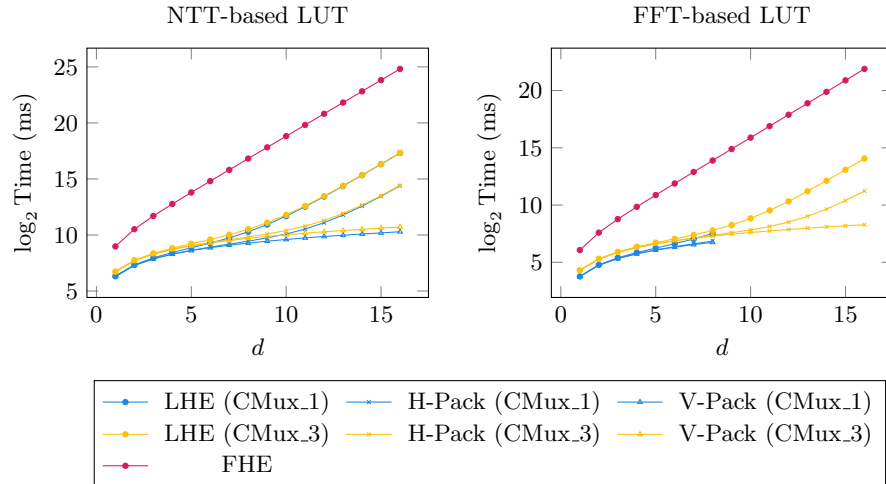 NTT-based LUT
FFT-based LUT
log₂ Time (ms)
25
20
15
10
5
0
5
10
15
d
log₂ Time (ms)
20
15
10
5
0
5
10
15
d
LHE (CMux_1) H-Pack (CMux_1) V-Pack (CMux_1)
LHE (CMux_3) H-Pack (CMux_3) V-Pack (CMux_3)
FHE